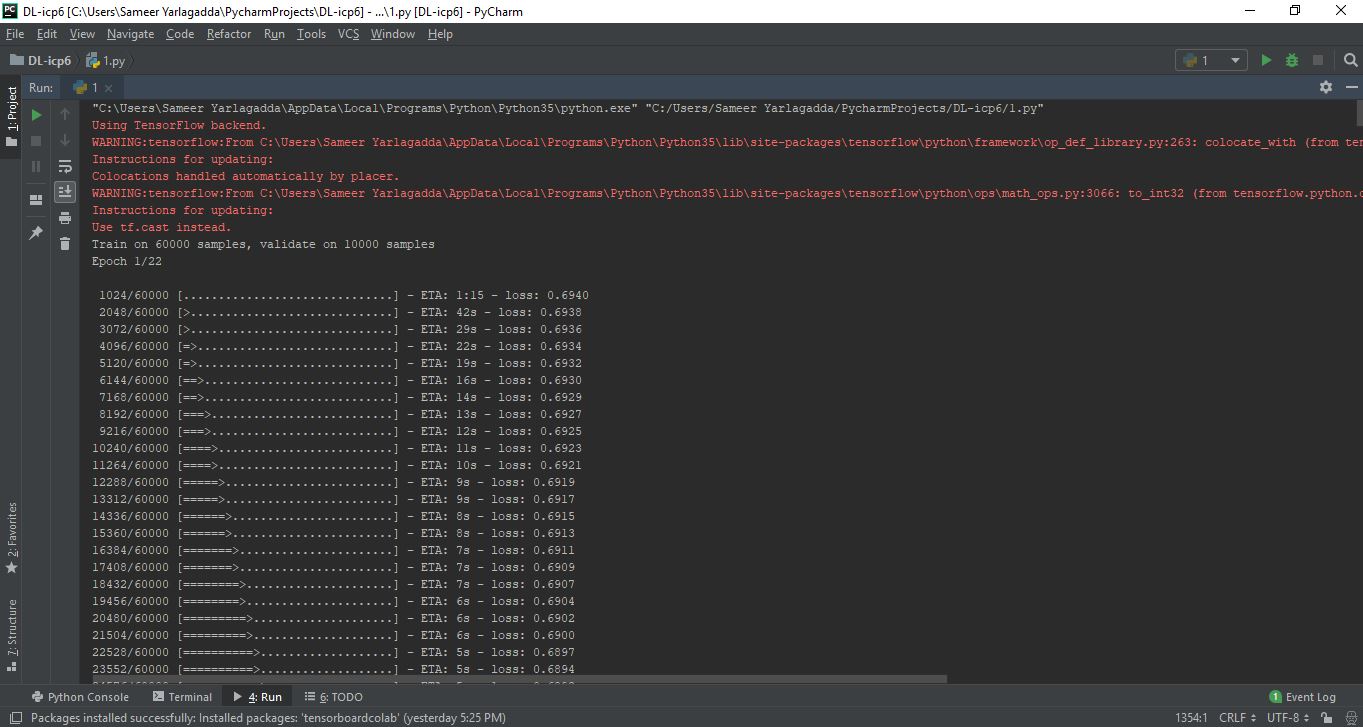 DL-icp6 [C:\Users\Sameer Yarlagadda\PycharmProjects\DL-icp6] - ...\1.py [DL-icp6] - PyCharm
File Edit View Navigate Code Refactor Run Tools VCS Window Help
DL-icp6 1.py 1
Run: 1
1: Project
"C:\Users\Sameer Yarlagadda\AppData\Local\Programs\Python\Python35\python.exe" "C:/Users/Sameer Yarlagadda/PycharmProjects/DL-icp6/1.py"
Using TensorFlow backend.
WARNING:tensorflow:From C:\Users\Sameer Yarlagadda\AppData\Local\Programs\Python\Python35\lib\site-packages\tensorflow\python\framework\op_def_library.py:263: colocate_with (from ten
Instructions for updating:
Colocations handled automatically by placer.
WARNING:tensorflow:From C:\Users\Sameer Yarlagadda\AppData\Local\Programs\Python\Python35\lib\site-packages\tensorflow\python\ops\math_ops.py:3066: to_int32 (from tensorflow.python.o
Instructions for updating:
Use tf.cast instead.
Train on 60000 samples, validate on 10000 samples
Epoch 1/22
1024/60000 [..............................] - ETA: 1:15 - loss: 0.6940
2048/60000 [>.............................] - ETA: 42s - loss: 0.6938
3072/60000 [>.............................] - ETA: 29s - loss: 0.6936
4096/60000 [=>............................] - ETA: 22s - loss: 0.6934
5120/60000 [=>............................] - ETA: 19s - loss: 0.6932
6144/60000 [==>...........................] - ETA: 16s - loss: 0.6930
7168/60000 [==>...........................] - ETA: 14s - loss: 0.6929
8192/60000 [===>..........................] - ETA: 13s - loss: 0.6927
9216/60000 [===>..........................] - ETA: 12s - loss: 0.6925
10240/60000 [====>.........................] - ETA: 11s - loss: 0.6923
11264/60000 [====>.........................] - ETA: 10s - loss: 0.6921
12288/60000 [=====>........................] - ETA: 9s - loss: 0.6919
13312/60000 [=====>........................] - ETA: 9s - loss: 0.6917
14336/60000 [======>.......................] - ETA: 8s - loss: 0.6915
15360/60000 [======>.......................] - ETA: 8s - loss: 0.6913
16384/60000 [=======>......................] - ETA: 7s - loss: 0.6911
17408/60000 [=======>......................] - ETA: 7s - loss: 0.6909
18432/60000 [========>.....................] - ETA: 7s - loss: 0.6907
19456/60000 [========>.....................] - ETA: 6s - loss: 0.6904
20480/60000 [=========>....................] - ETA: 6s - loss: 0.6902
21504/60000 [=========>....................] - ETA: 6s - loss: 0.6900
22528/60000 [==========>...................] - ETA: 5s - loss: 0.6897
23552/60000 [==========>...................] - ETA: 5s - loss: 0.6894
2: Favorites
7: Structure
Python Console Terminal 4: Run 6: TODO 1 Event Log
Packages installed successfully: Installed packages: 'tensorboardcolab' (yesterday 5:25 PM) 1354:1 CRLF UTF-8